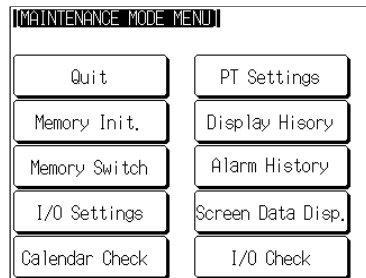 [MAINTENANCE MODE MENU]
Quit
PT Settings
Memory Init.
Display Hisory
Memory Switch
Alarm History
I/O Settings
Screen Data Disp.
Calendar Check
I/O Check